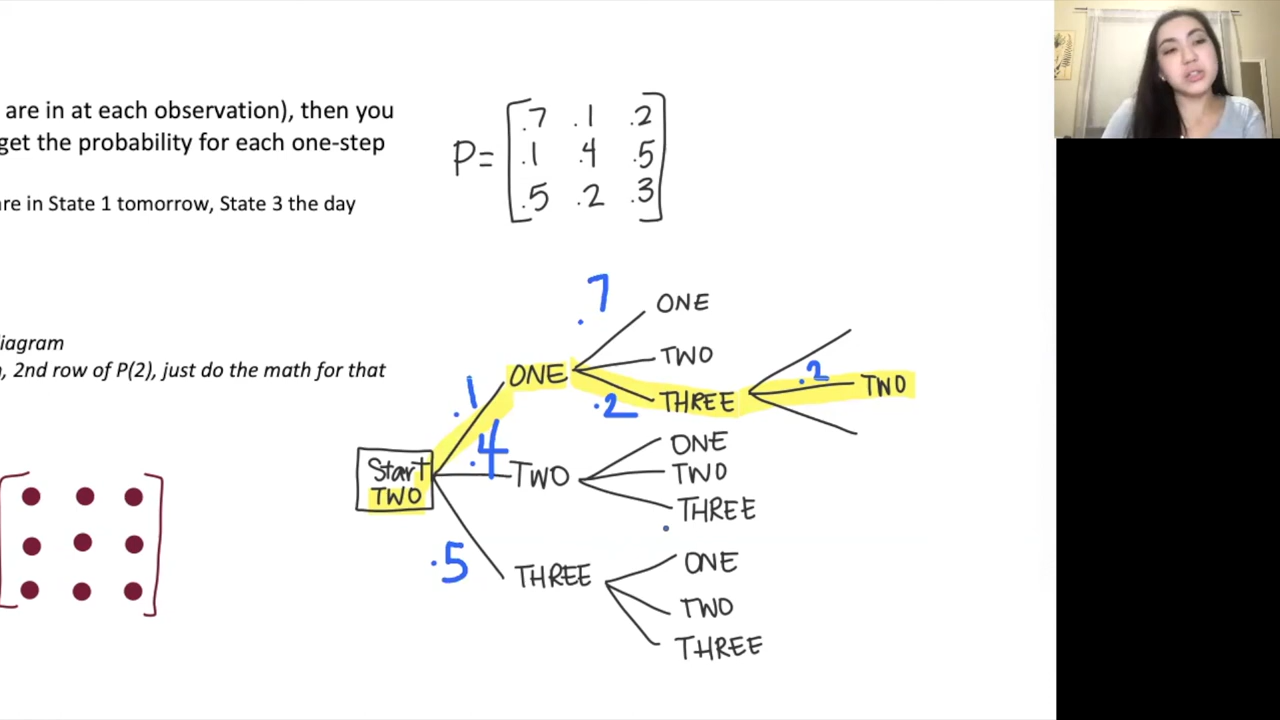 are in at each observation), then you
get the probability for each one-step
are in State 1 tomorrow, State 3 the day
diagram
, 2nd row of P(2), just do the math for that
P= [ .7 .1 .2
.1 .4 .5
.5 .2 .3 ]
.7
ONE
TWO
ONE
.2
TWO
.1
.2
THREE
.4
ONE
Start
TWO
TWO
TWO
THREE
.5
ONE
THREE
TWO
THREE